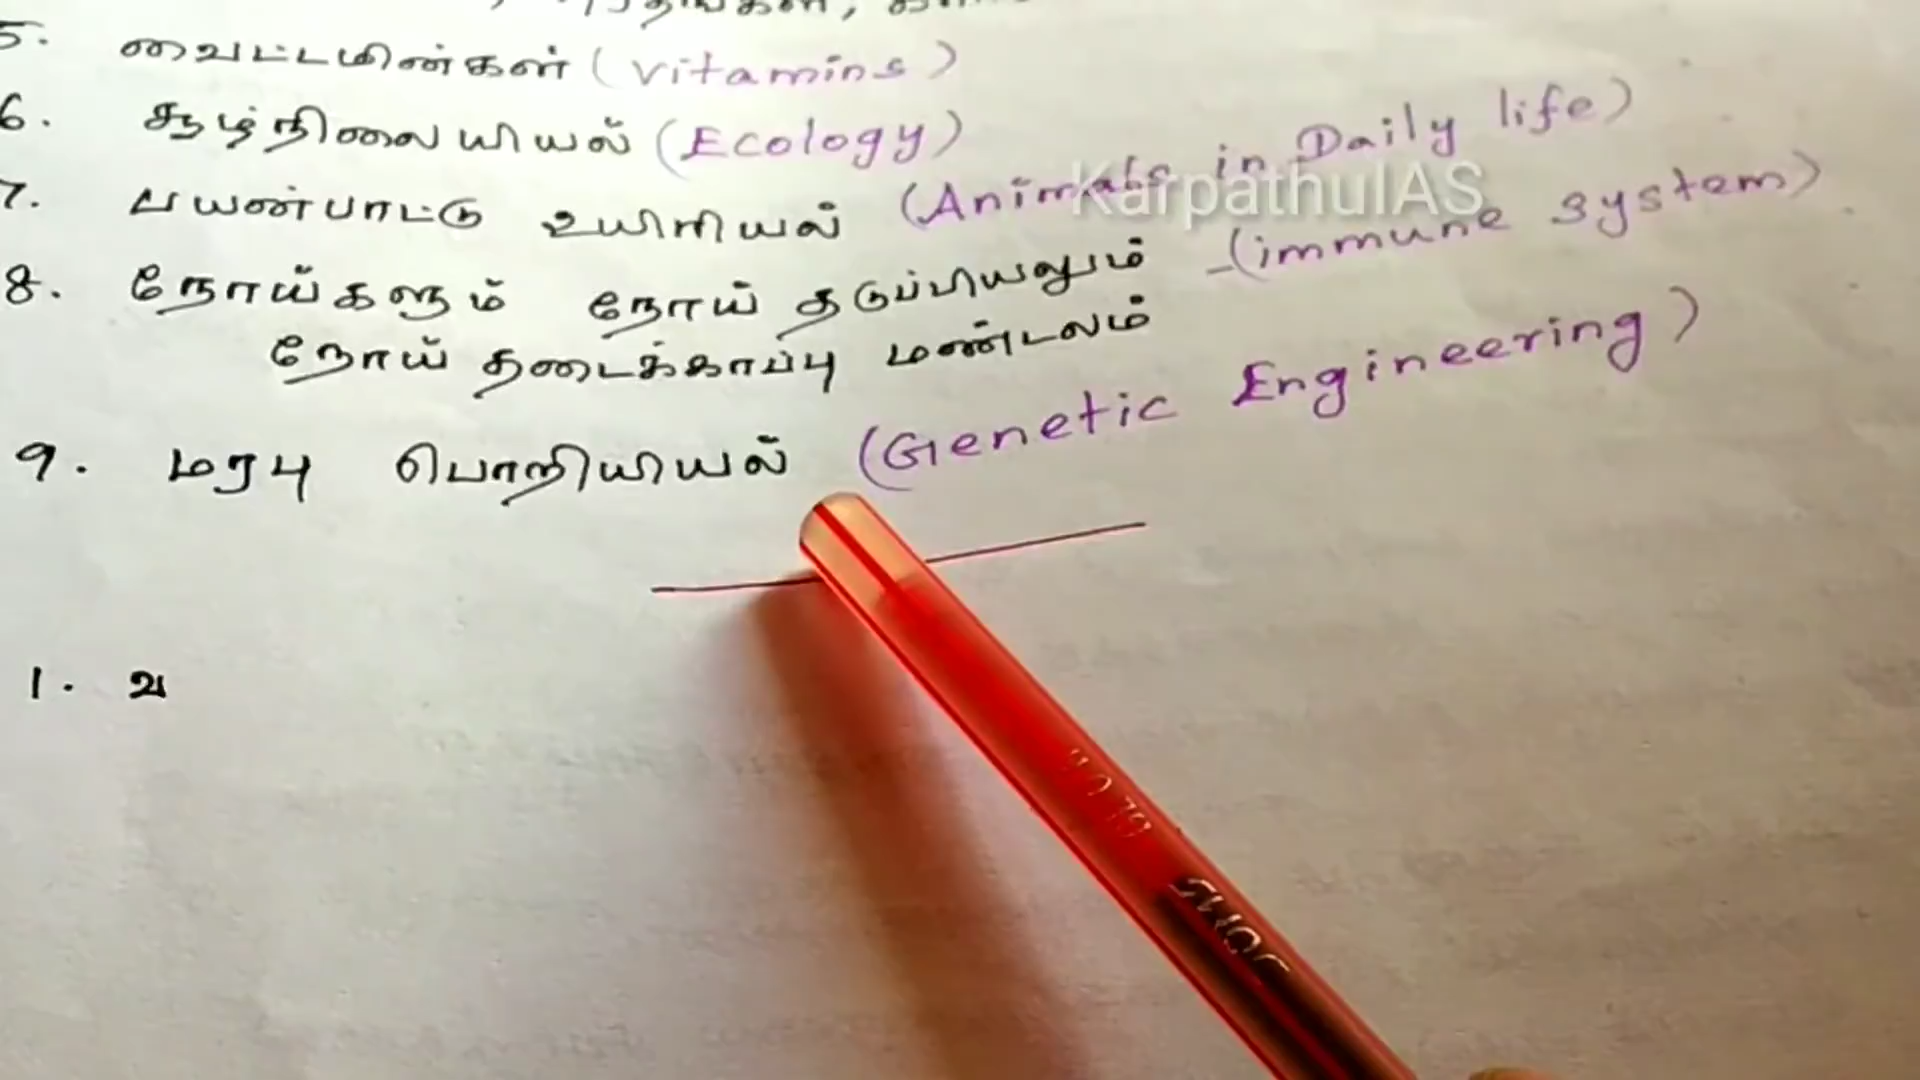 5. வைட்டமின்கள் (vitamins)
6. சூழ்நிலையியல் (Ecology)
7. பயன்பாட்டு உயிரியல் (Animals in Daily life)
KarpathuIAS
8. நோய்களும் நோய் தடுப்பியலும் - (immune system)
நோய் தடைக்காப்பு மண்டலம்
9. மரபு பொறியியல் (Genetic Engineering)
1. வ